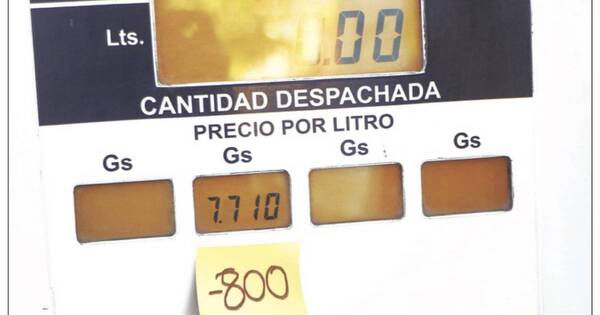 Lts. 0.00
CANTIDAD DESPACHADA
PRECIO POR LITRO
Gs Gs Gs Gs
7.710
-800